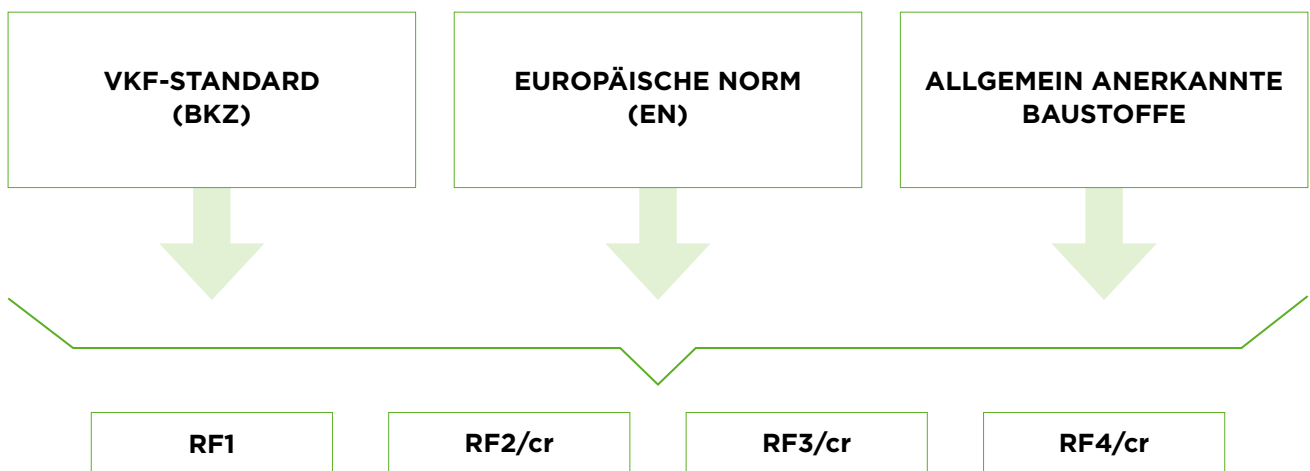 VKF-STANDARD
(BKZ)
EUROPÄISCHE NORM
(EN)
ALLGEMEIN ANERKANNTE
BAUSTOFFE
RF1
RF2/cr
RF3/cr
RF4/cr